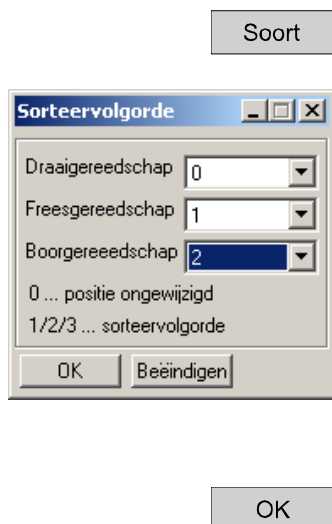 Soort
Sorteervolgorde
Draaigereedschap 0
Freesgereedschap 1
Boorgereeedschap 2
0 ... positie ongewijzigd
1/2/3 ... sorteervolgorde
OK Beëindigen
OK